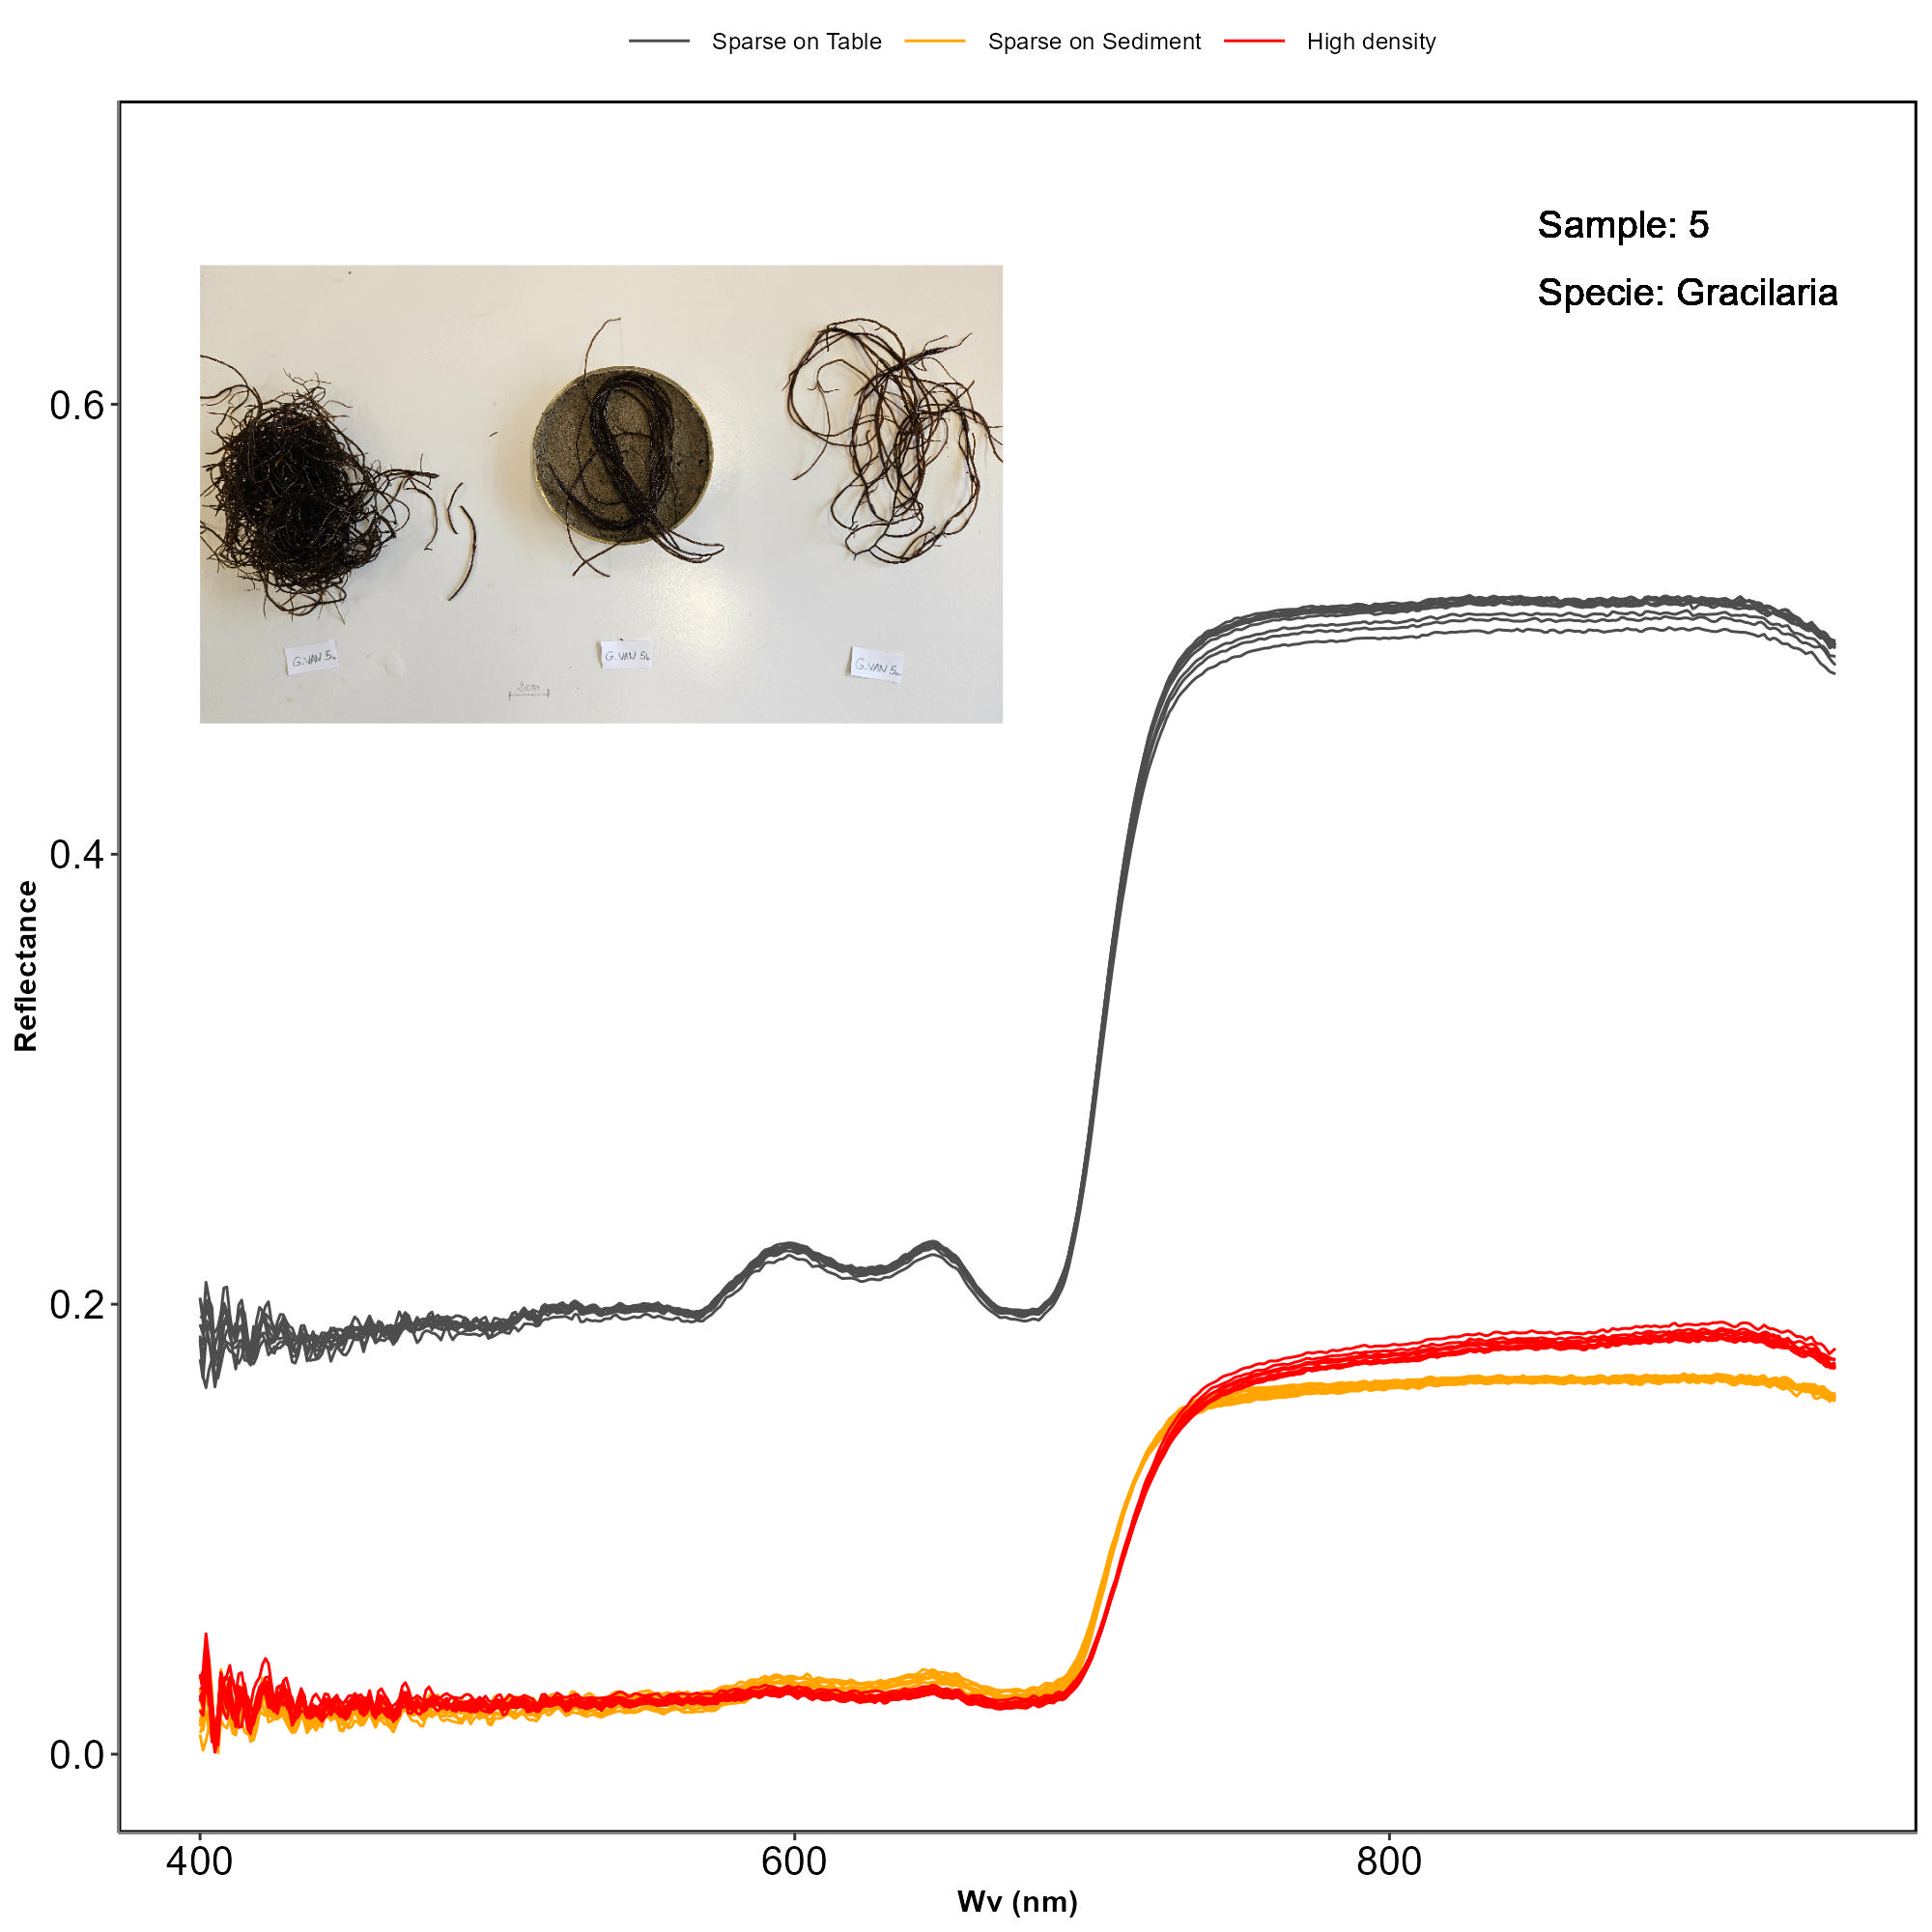 Sparse on Table Sparse on Sediment High density
Sample: 5
Specie: Gracilaria
0.6
0.4
0.2
0.0
Reflectance
G.VAN 5
G.VAN 5
G.VAN 5
2cm
400 600 800
Wv (nm)